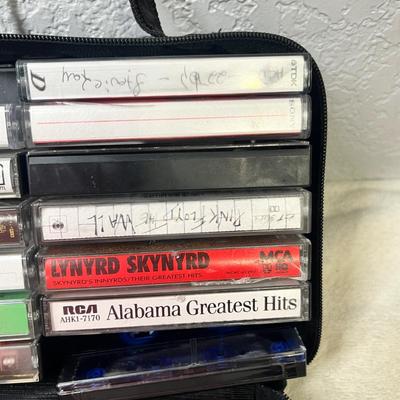 D
TDK
SONY
PINK FLOYD THE WALL
LYNYRD SKYNYRD
SKYNYRD'S INNYRDS/THEIR GREATEST HITS
MCA
RCA
AHK1-7170
Alabama Greatest Hits